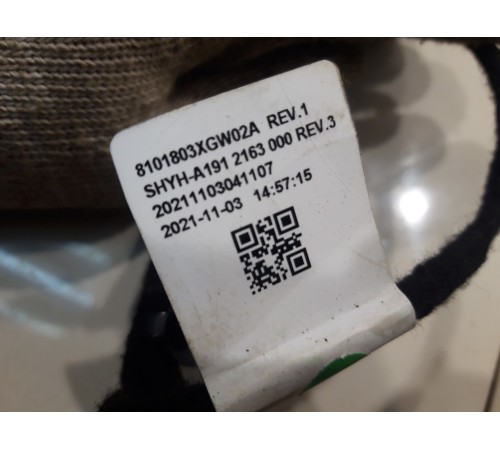 8101803XGW02A REV.1
SHYH-A191 2163 000 REV.3
20211103041107
2021-11-03 14:57:15